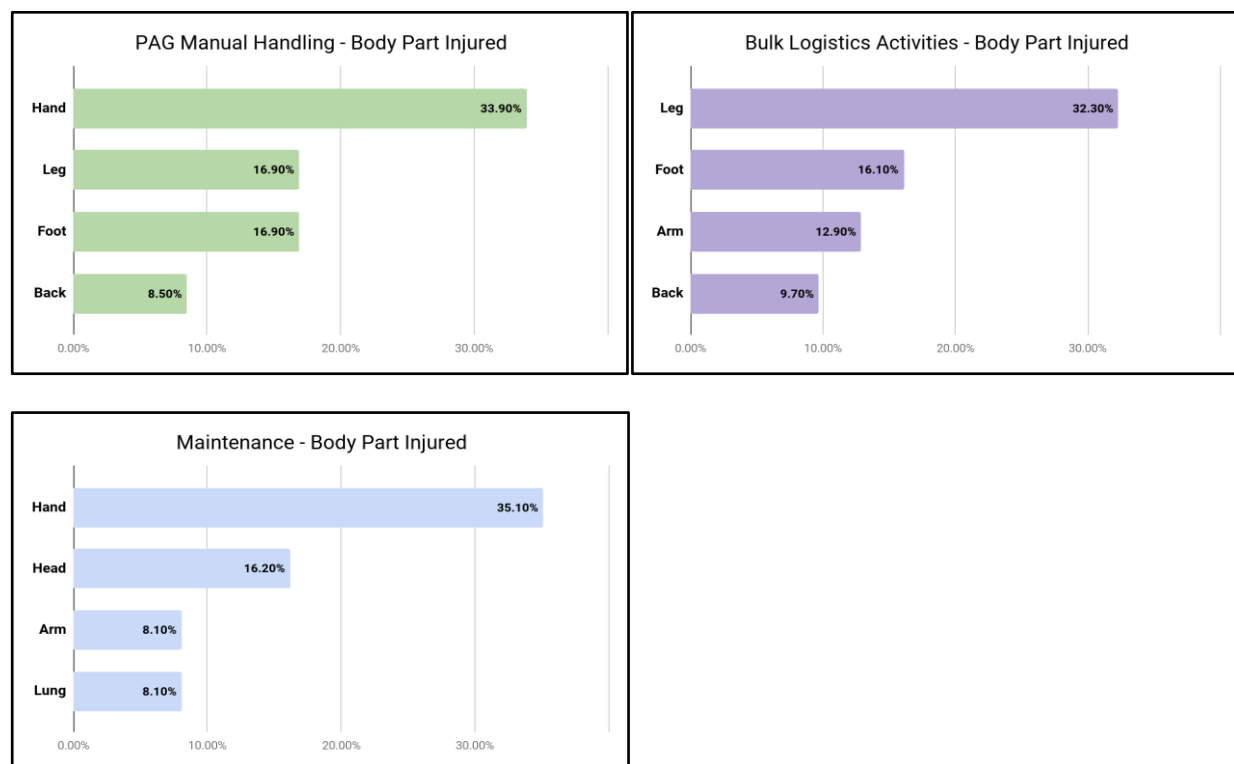 PAG Manual Handling - Body Part Injured
Hand 33.90%
Leg 16.90%
Foot 16.90%
Back 8.50%
0.00% 10.00% 20.00% 30.00%
Bulk Logistics Activities - Body Part Injured
Leg 32.30%
Foot 16.10%
Arm 12.90%
Back 9.70%
0.00% 10.00% 20.00% 30.00%
Maintenance - Body Part Injured
Hand 35.10%
Head 16.20%
Arm 8.10%
Lung 8.10%
0.00% 10.00% 20.00% 30.00%